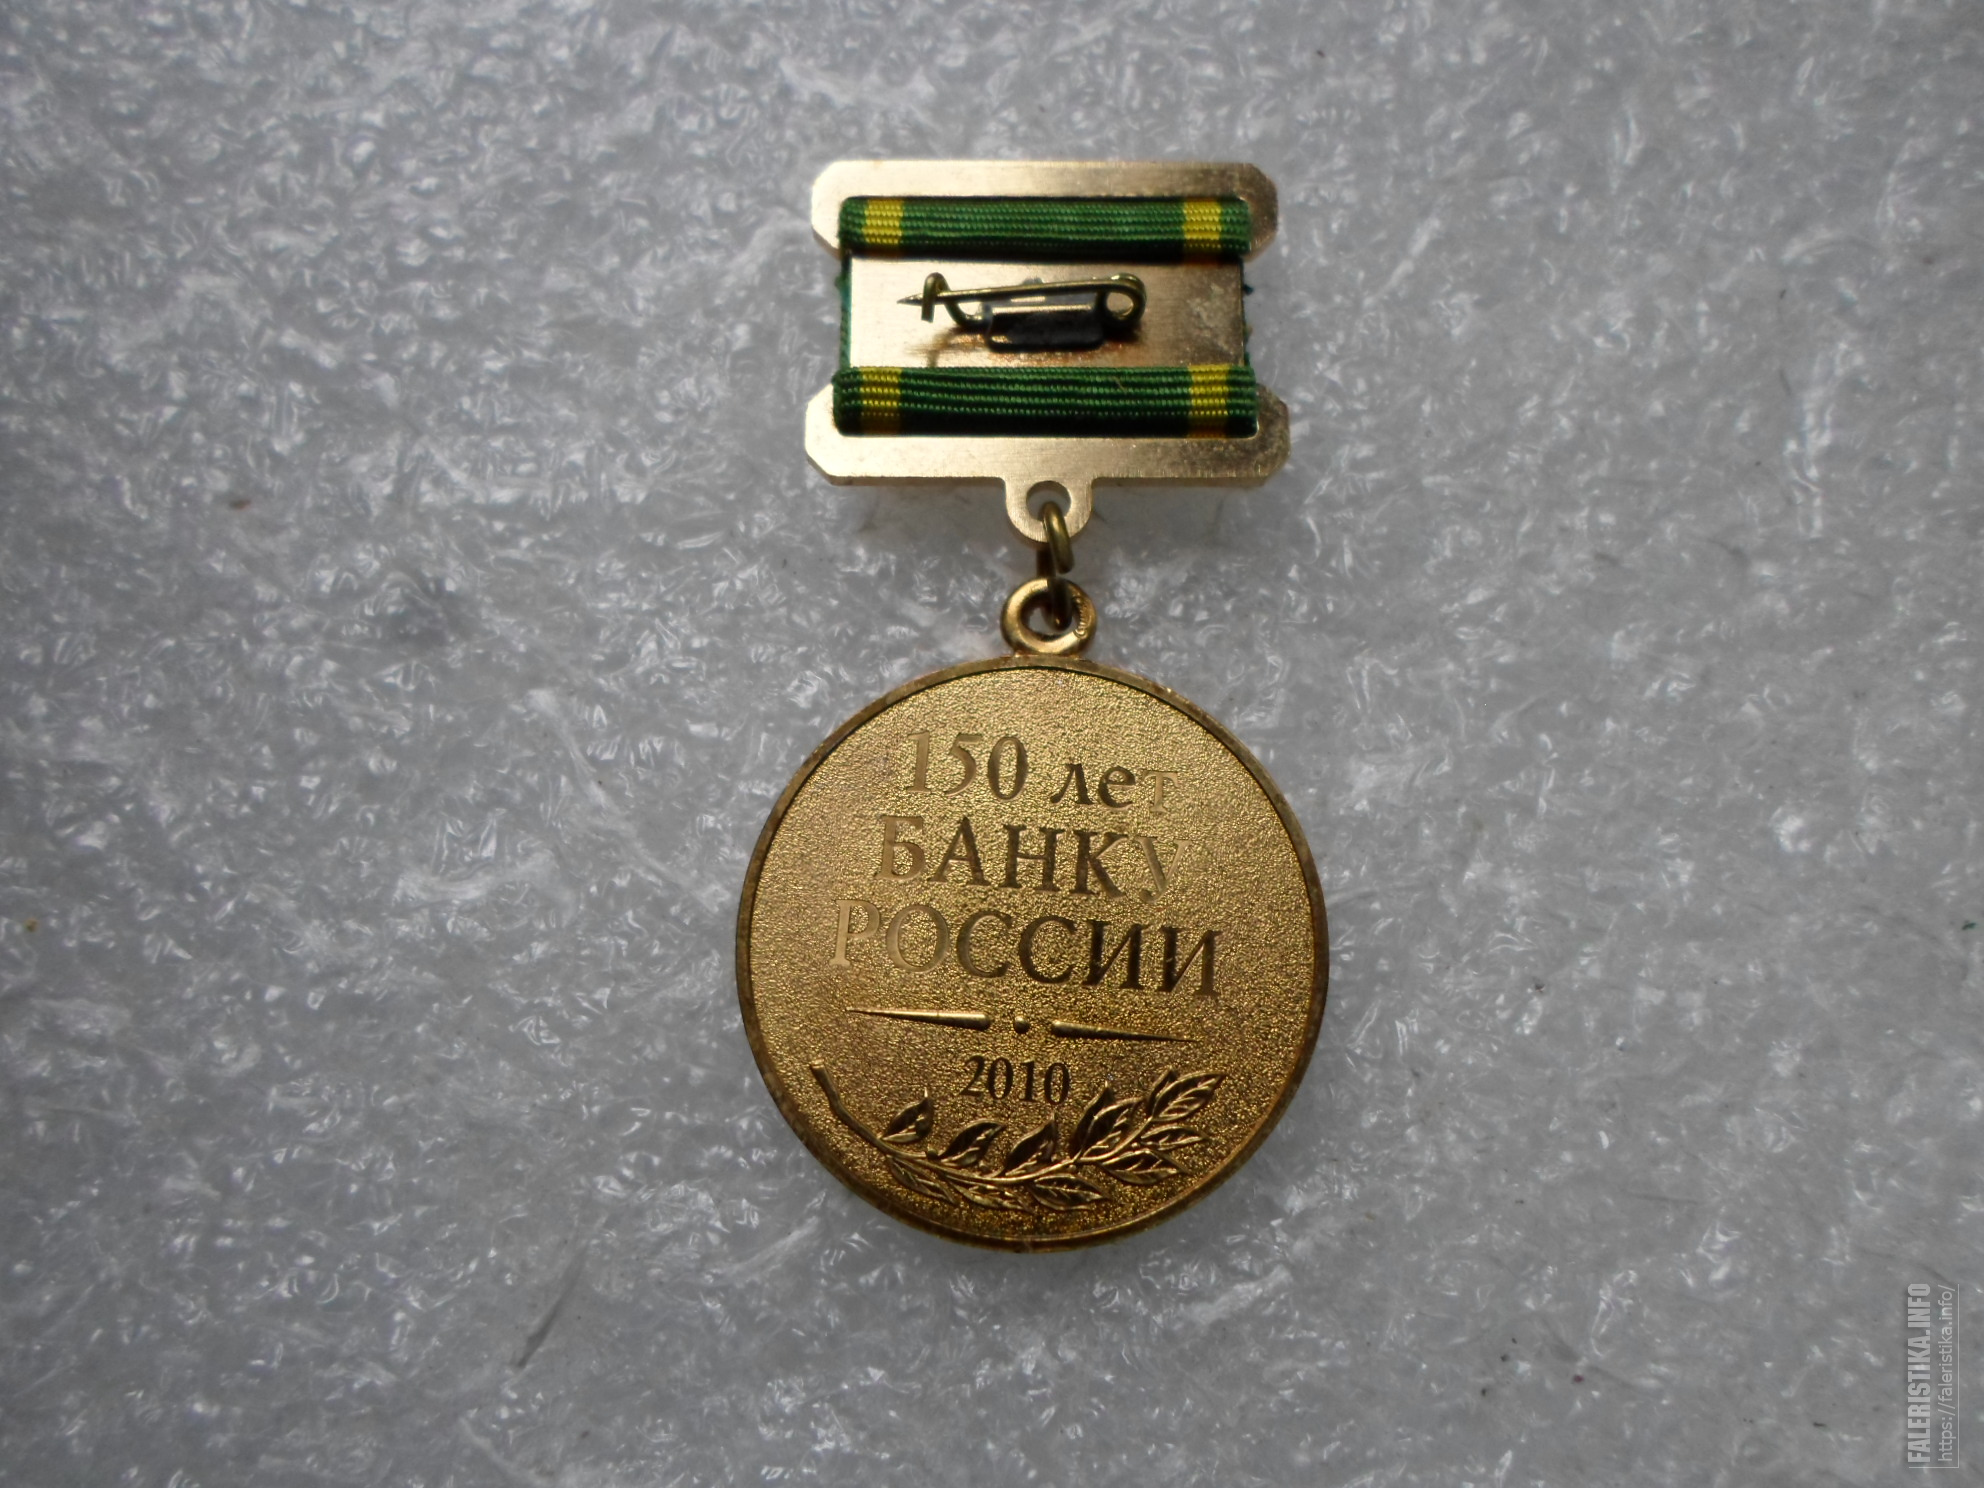 150 лет
БАНКУ
РОССИИ
2010
FALERISTIKA.INFO
https://faleristika.info/